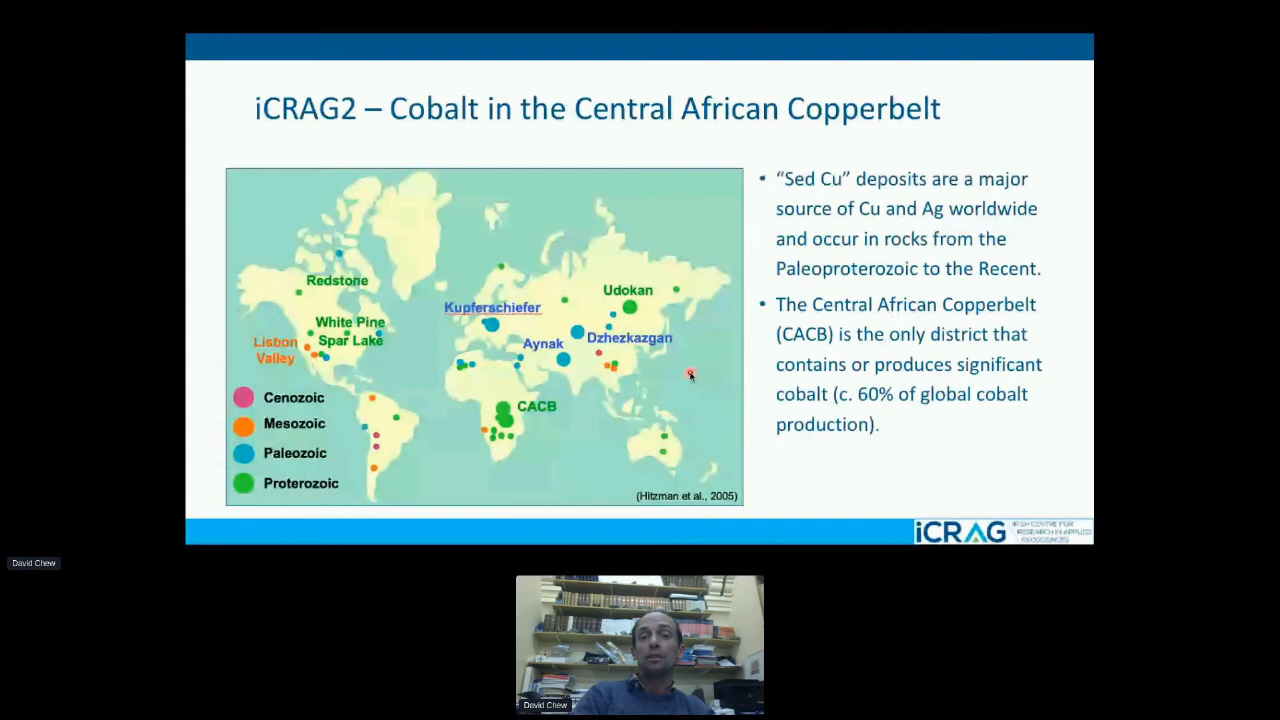 iCRAG2 – Cobalt in the Central African Copperbelt
Redstone
White Pine
Spar Lake
Lisbon
Valley
Kupferschiefer
Udokan
Aynak
Dzhezkazgan
CACB
Cenozoic
Mesozoic
Paleozoic
Proterozoic
(Hitzman et al., 2005)
• “Sed Cu” deposits are a major
source of Cu and Ag worldwide
and occur in rocks from the
Paleoproterozoic to the Recent.
• The Central African Copperbelt
(CACB) is the only district that
contains or produces significant
cobalt (c. 60% of global cobalt
production).
iCRAG
IRISH CENTRE FOR
RESEARCH IN APPLIED
GEOSCIENCES
David Chew
David Chew